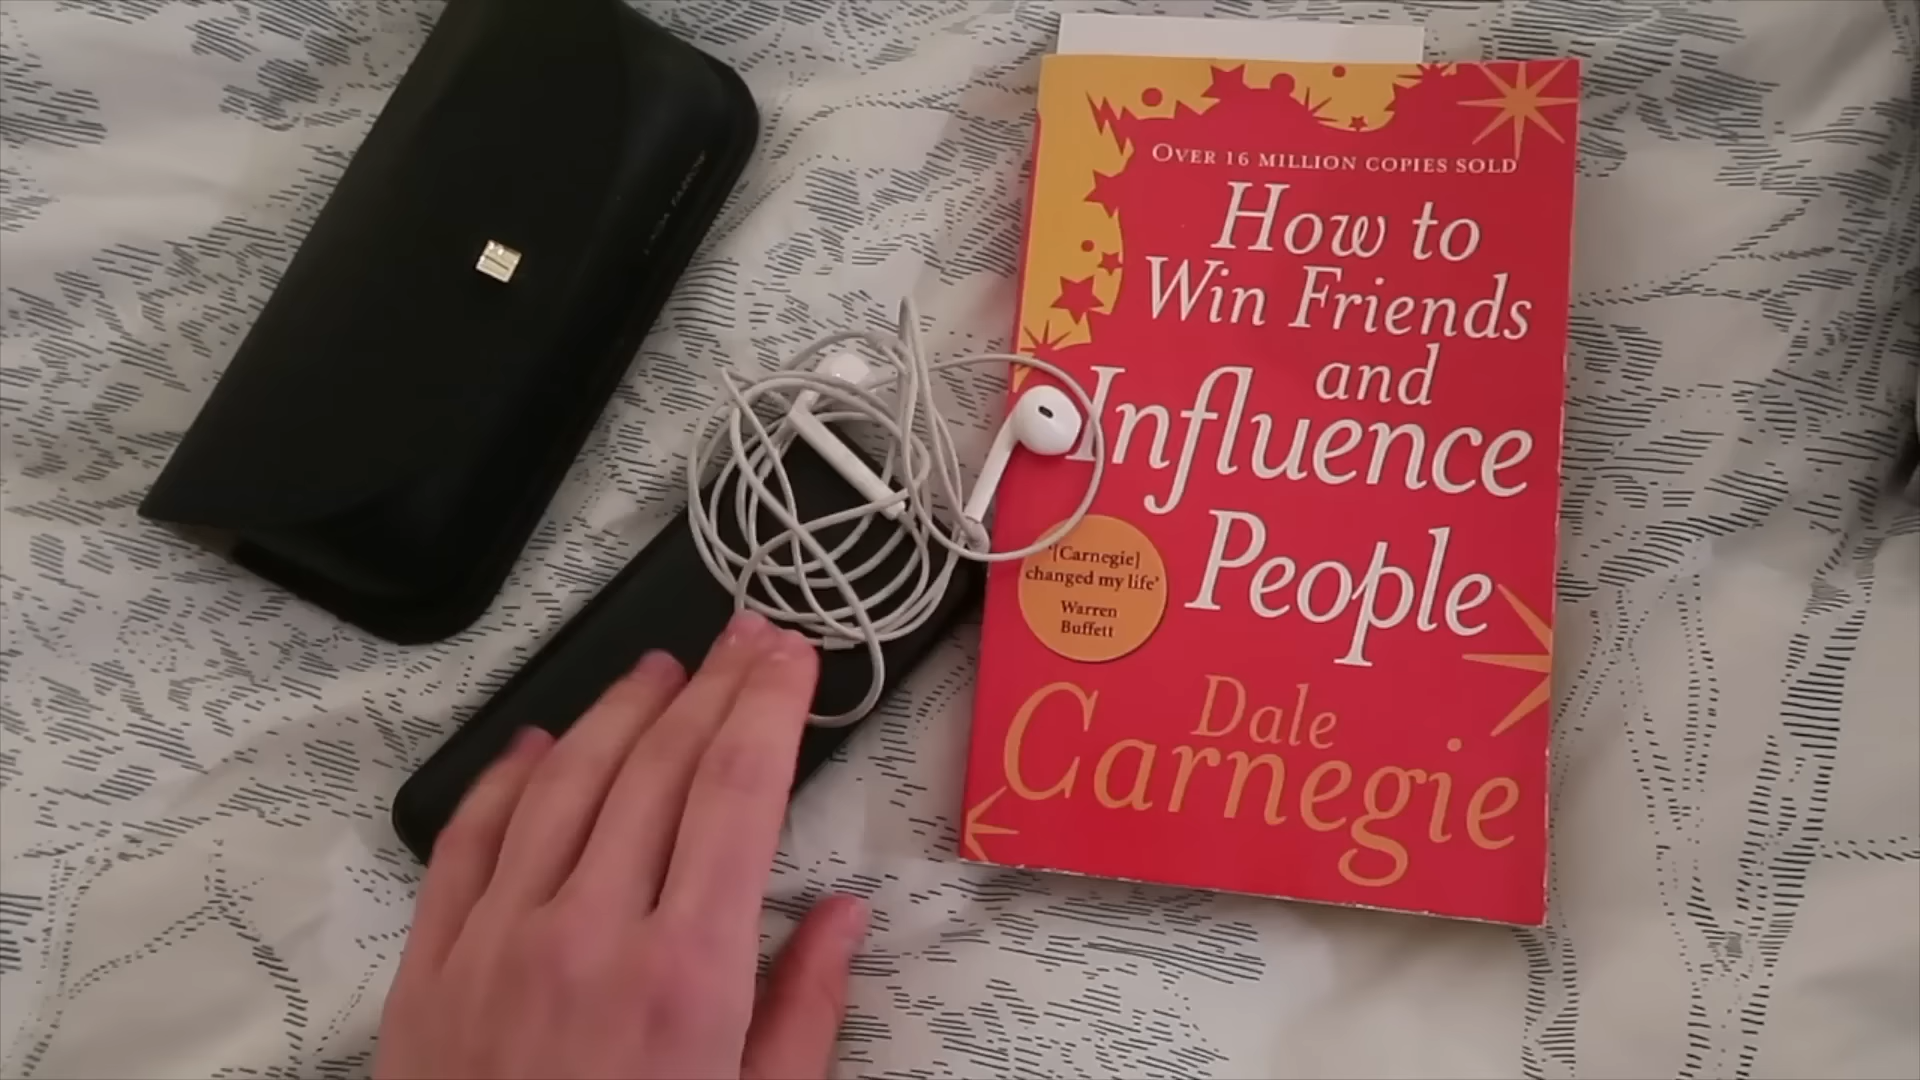 OVER 16 MILLION COPIES SOLD
How to
Win Friends
and
Influence
People
'[Carnegie]
changed my life'
Warren
Buffett
Dale
Carnegie